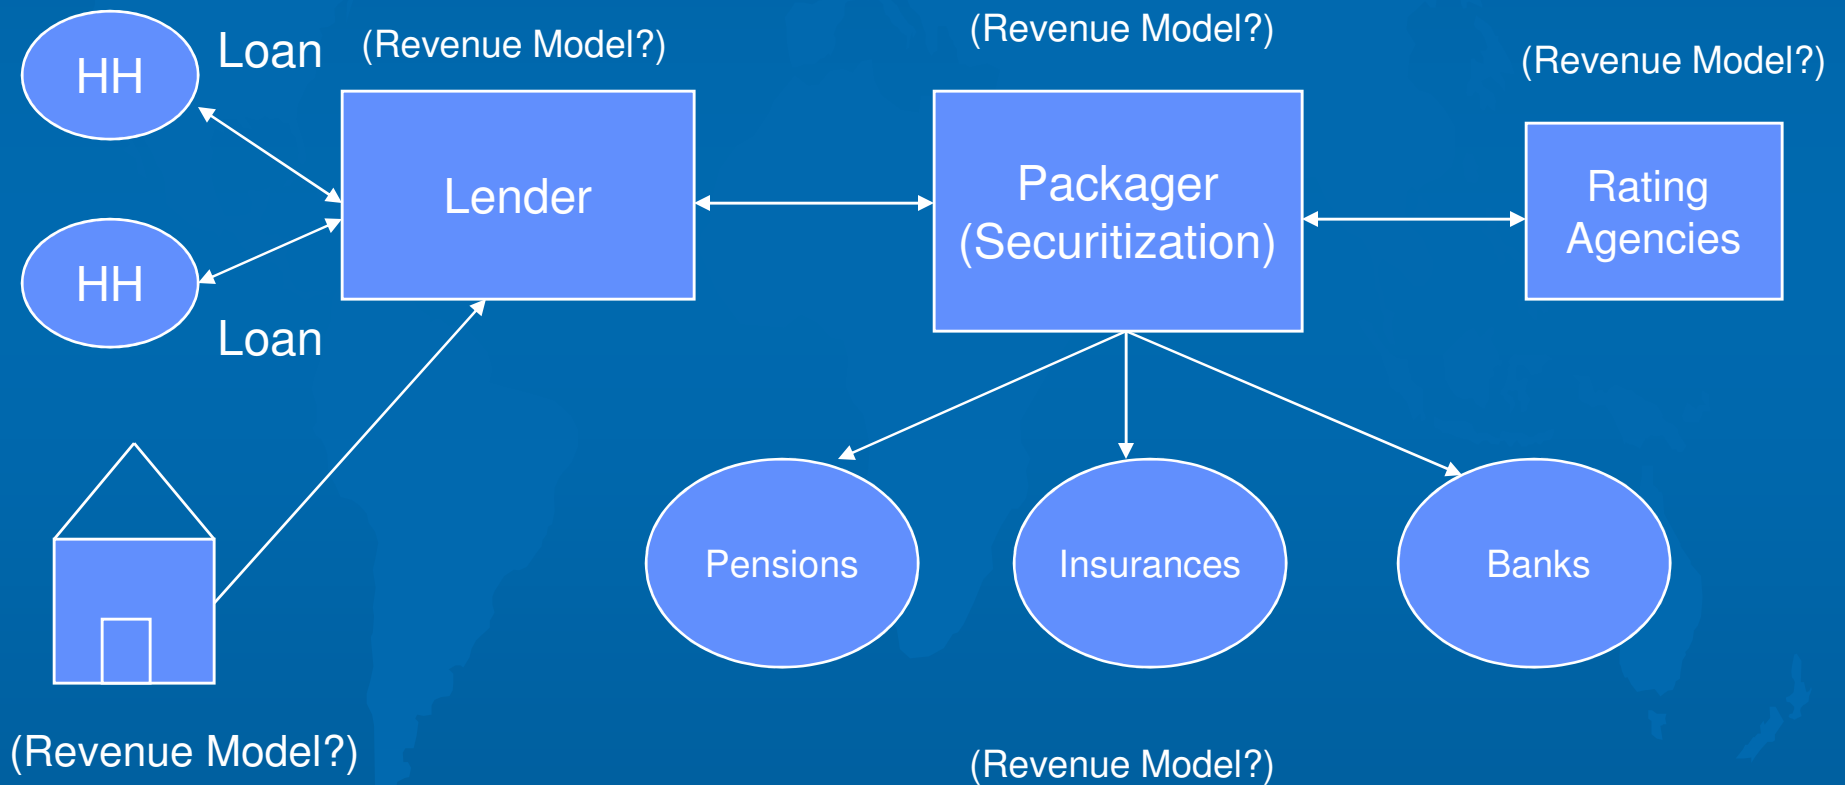 HH
Loan
(Revenue Model?)
(Revenue Model?)
(Revenue Model?)
Lender
Packager
(Securitization)
Rating
Agencies
HH
Loan
Pensions
Insurances
Banks
(Revenue Model?)
(Revenue Model?)